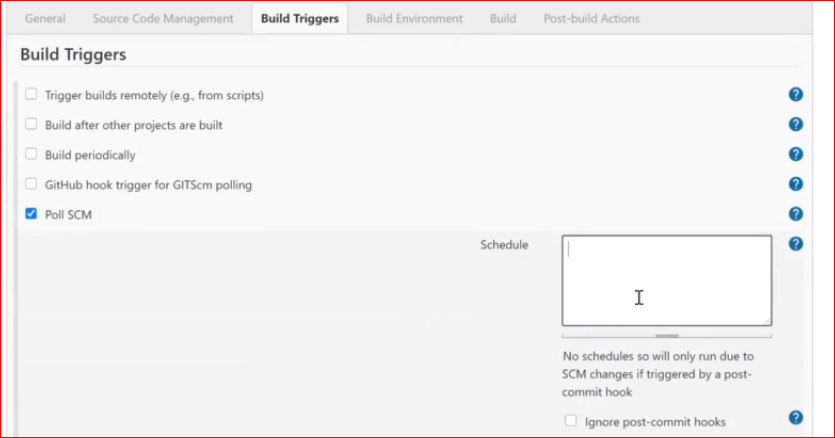 General Source Code Management Build Triggers Build Environment Build Post-build Actions
Build Triggers
Trigger builds remotely (e.g., from scripts) ?
Build after other projects are built ?
Build periodically ?
GitHub hook trigger for GITScm polling ?
Poll SCM ?
Schedule ?
No schedules so will only run due to
SCM changes if triggered by a post-
commit hook
Ignore post-commit hooks ?